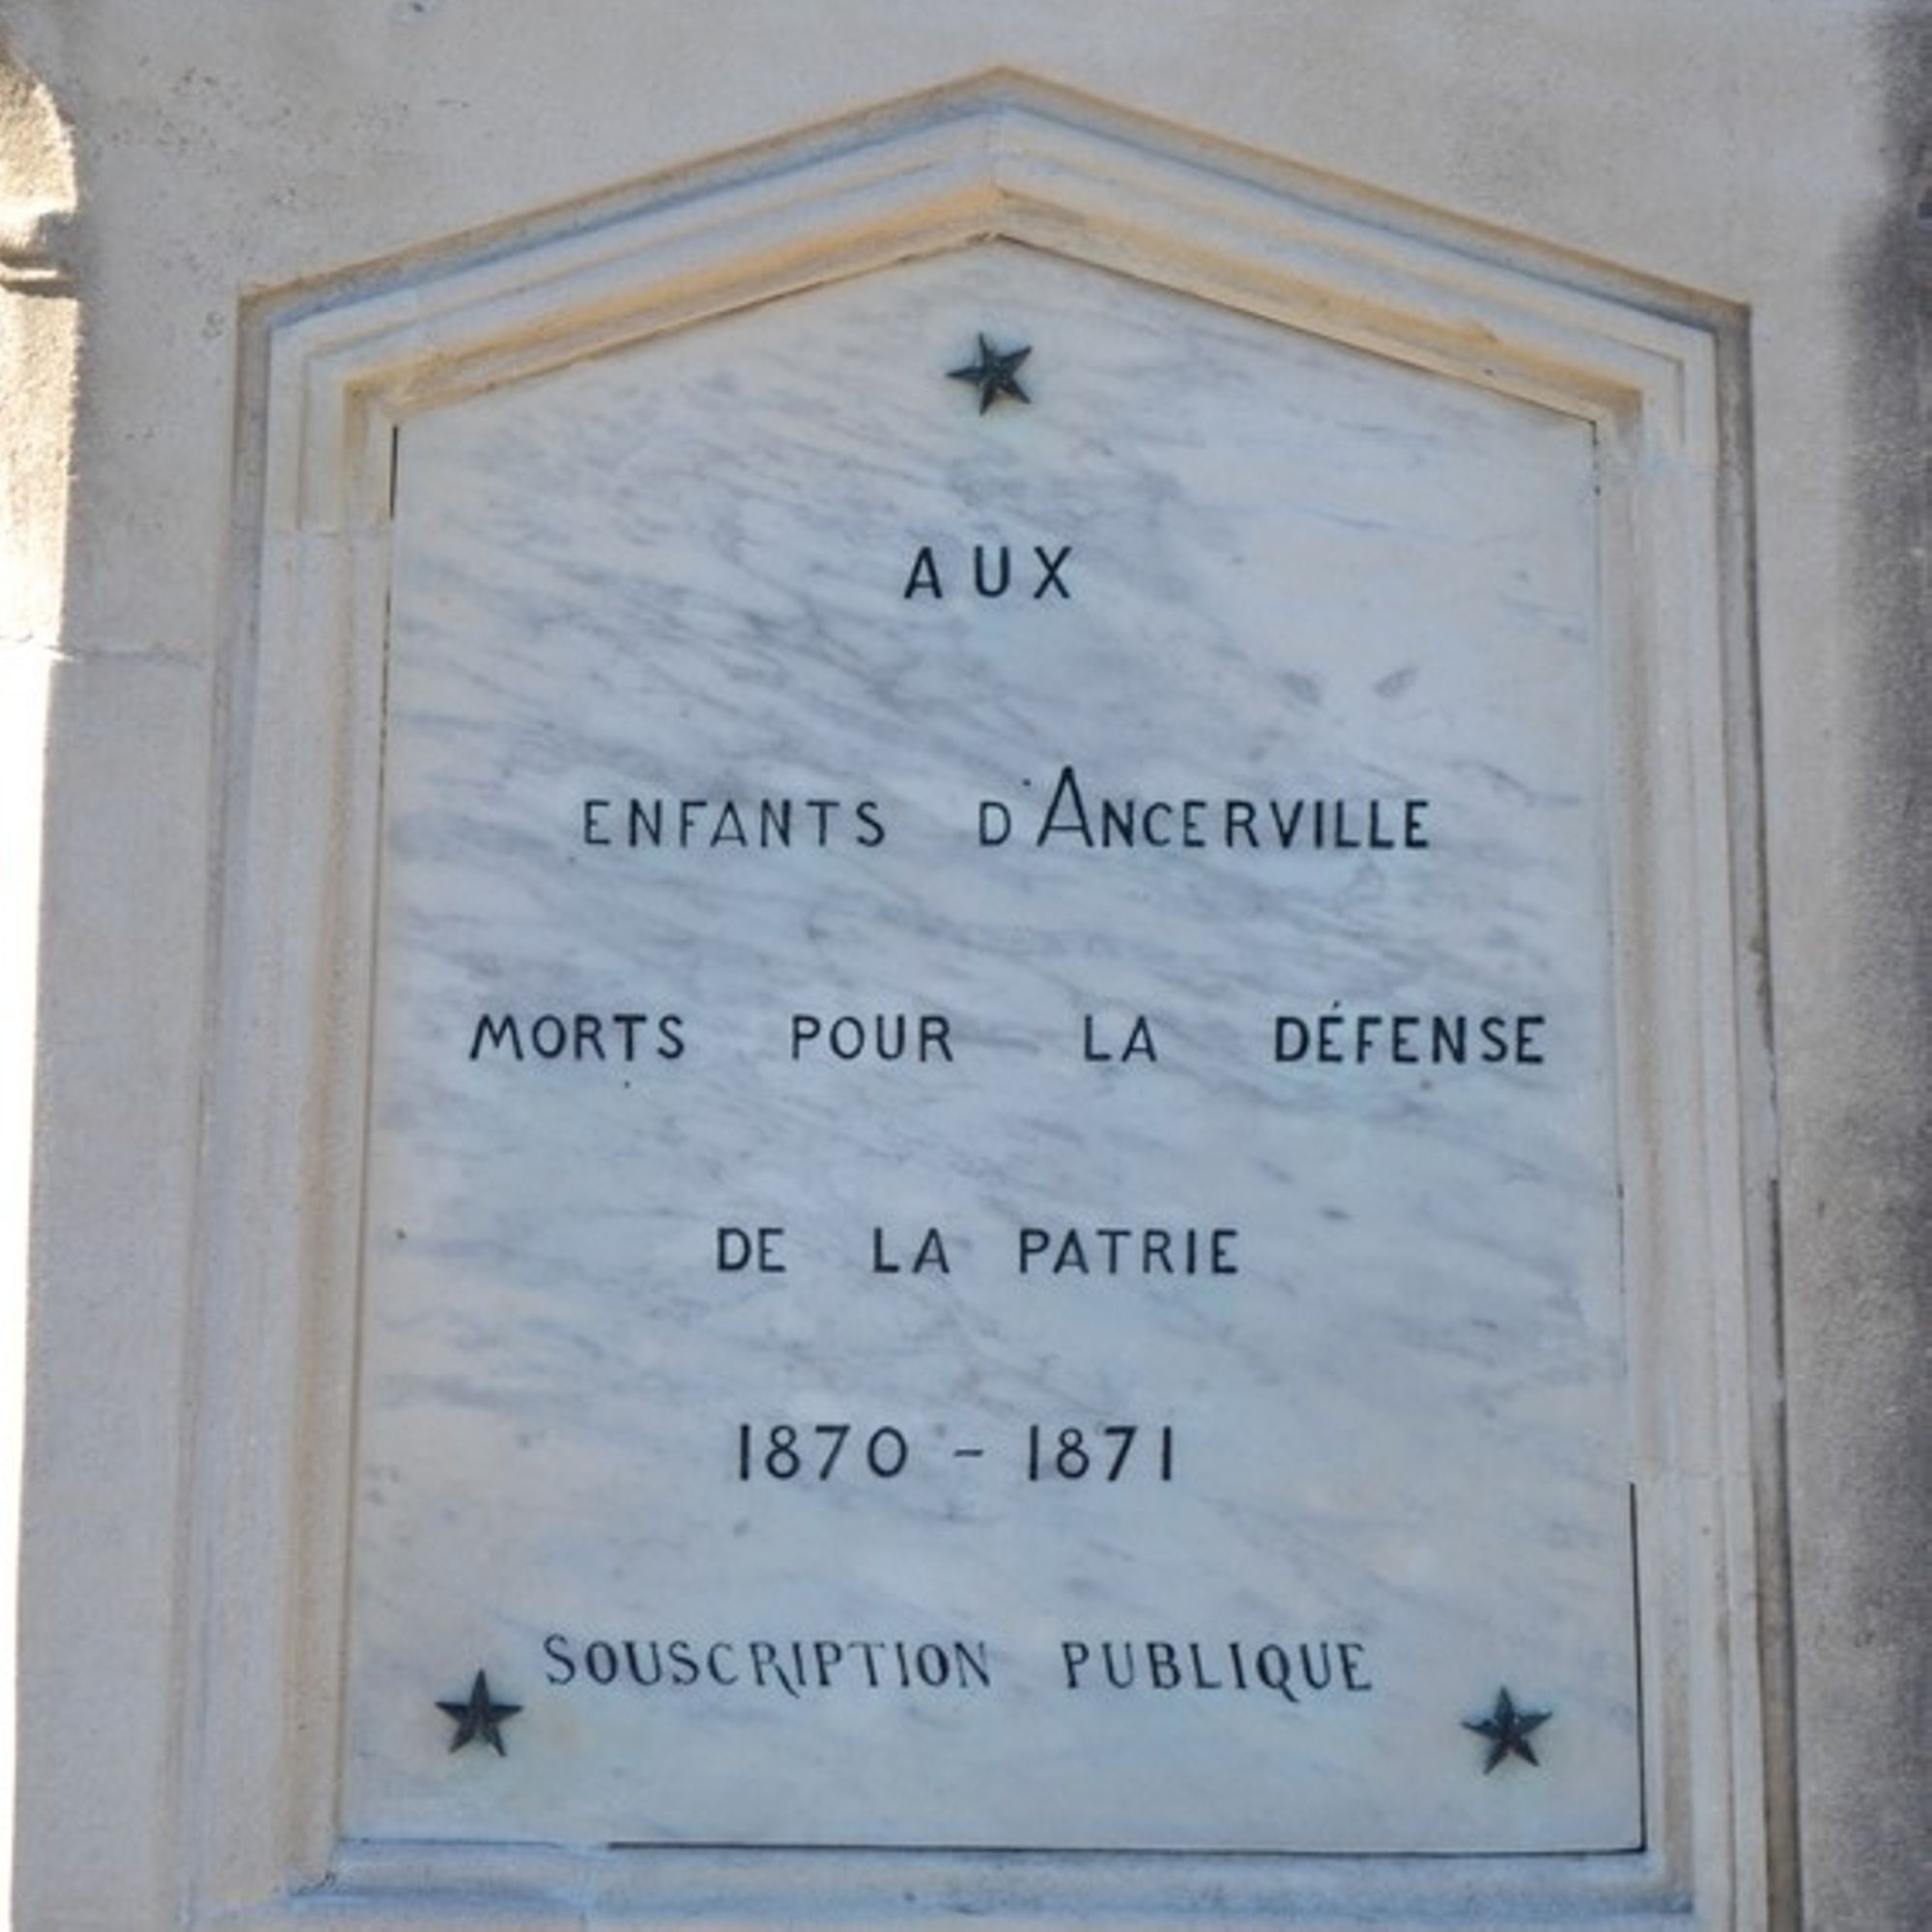 AUX
ENFANTS D'ANCERVILLE
MORTS POUR LA DÉFENSE
DE LA PATRIE
1870 - 1871
SOUSCRIPTION PUBLIQUE